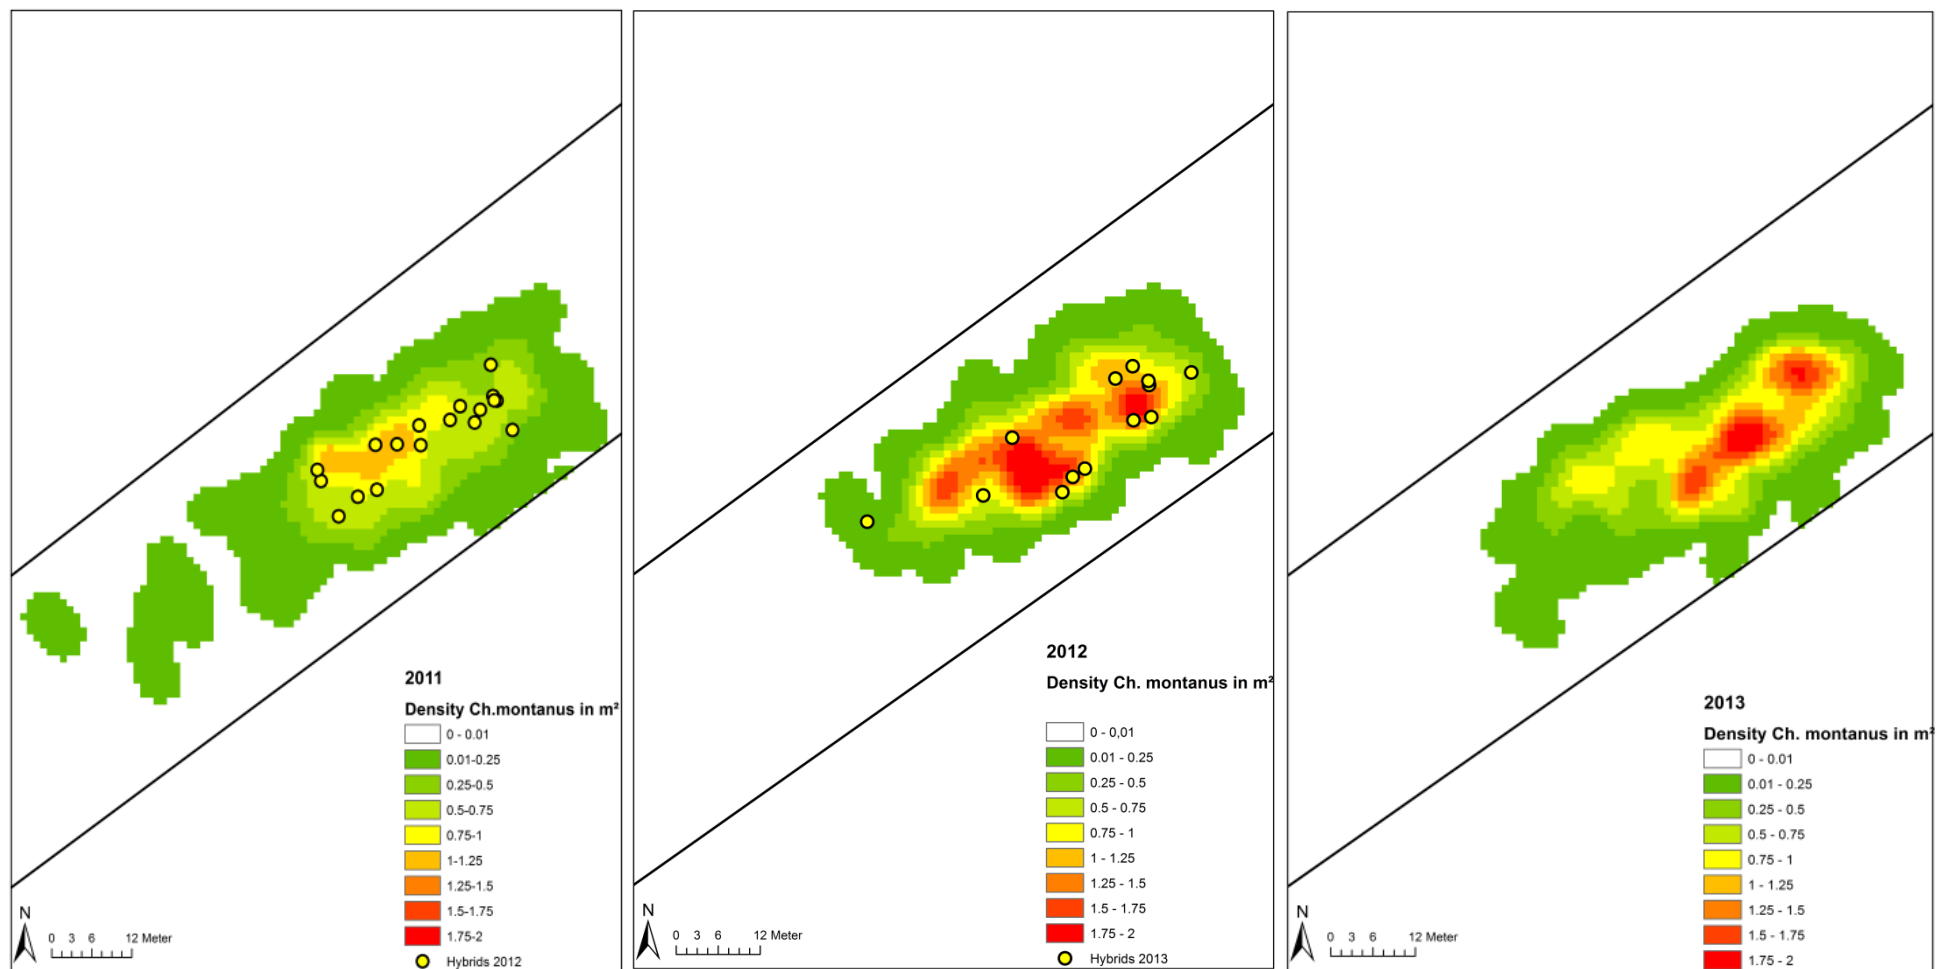 2011
Density Ch.montanus in m²
0 - 0.01
0.01-0.25
0.25-0.5
0.5-0.75
0.75-1
1-1.25
1.25-1.5
1.5-1.75
1.75-2
Hybrids 2012
N
0 3 6 12 Meter
2012
Density Ch. montanus in m²
0 - 0,01
0.01 - 0.25
0.25 - 0.5
0.5 - 0.75
0.75 - 1
1 - 1.25
1.25 - 1.5
1.5 - 1.75
1.75 - 2
Hybrids 2013
N
0 3 6 12 Meter
2013
Density Ch. montanus in m²
0 - 0.01
0.01 - 0.25
0.25 - 0.5
0.5 - 0.75
0.75 - 1
1 - 1.25
1.25 - 1.5
1.5 - 1.75
1.75 - 2
N
0 3 6 12 Meter